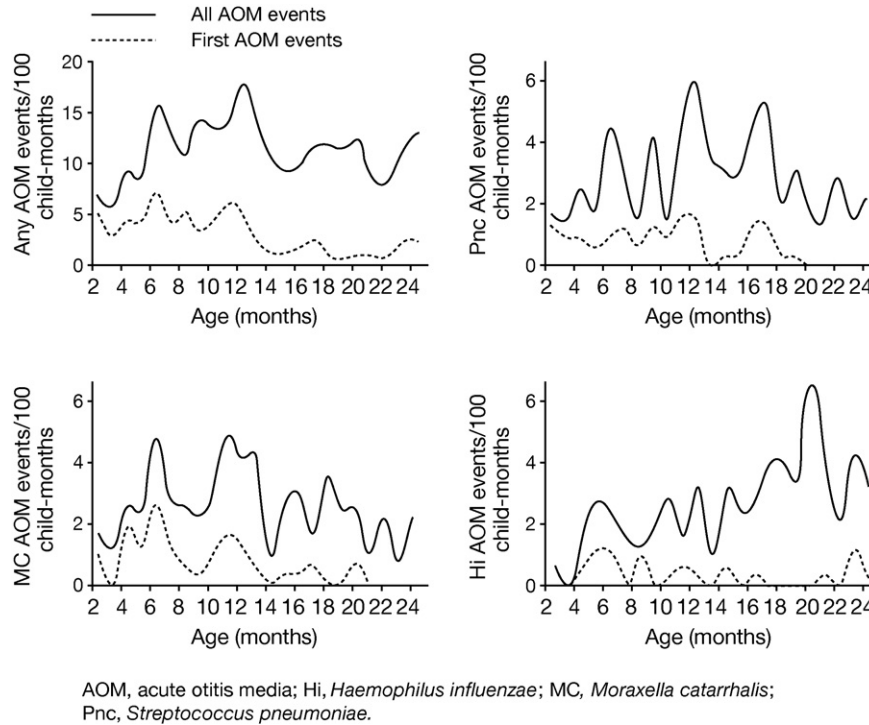 All AOM events
First AOM events
Any AOM events/100
child-months
20
15
10
5
0
2 4 6 8 10 12 14 16 18 20 22 24
Age (months)
Pnc AOM events/100
child-months
6
4
2
0
2 4 6 8 10 12 14 16 18 20 22 24
Age (months)
MC AOM events/100
child-months
6
4
2
0
2 4 6 8 10 12 14 16 18 20 22 24
Age (months)
Hi AOM events/100
child-months
6
4
2
0
2 4 6 8 10 12 14 16 18 20 22 24
Age (months)
AOM, acute otitis media; Hi, Haemophilus influenzae; MC, Moraxella catarrhalis;
Pnc, Streptococcus pneumoniae.